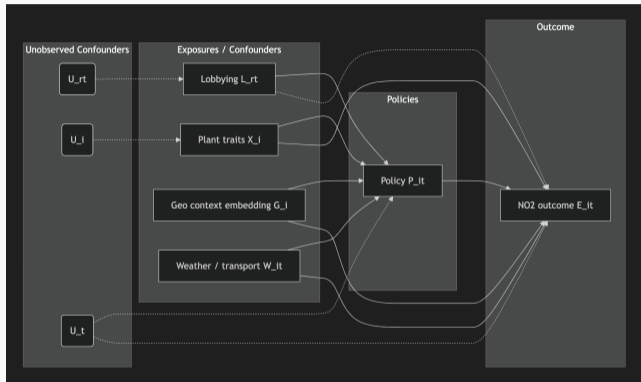 Outcome
Unobserved Confounders
Exposures / Confounders
U_rt
Lobbying L_rt
Policies
U_i
Plant traits X_i
Policy P_it
Geo context embedding G_i
NO2 outcome E_it
Weather / transport W_it
U_t